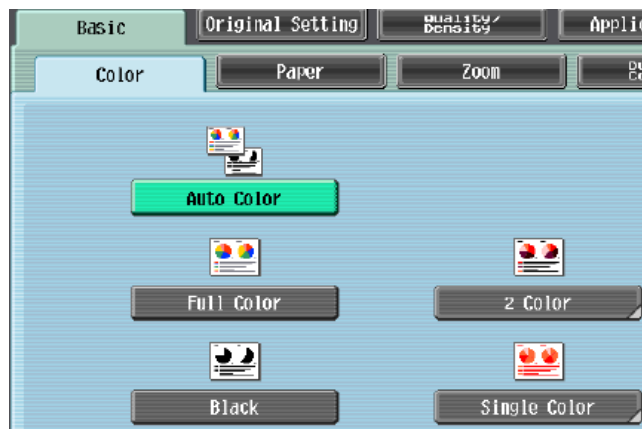 Basic
Original Setting
Quality/
Density
Color
Paper
Zoom
Auto Color
Full Color
2 Color
Black
Single Color